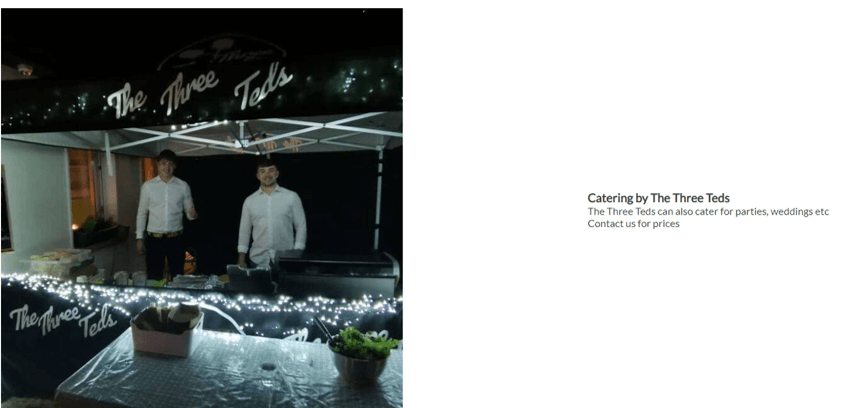 The Three Teds
The Three Teds
Catering by The Three Teds
The Three Teds can also cater for parties, weddings etc
Contact us for prices